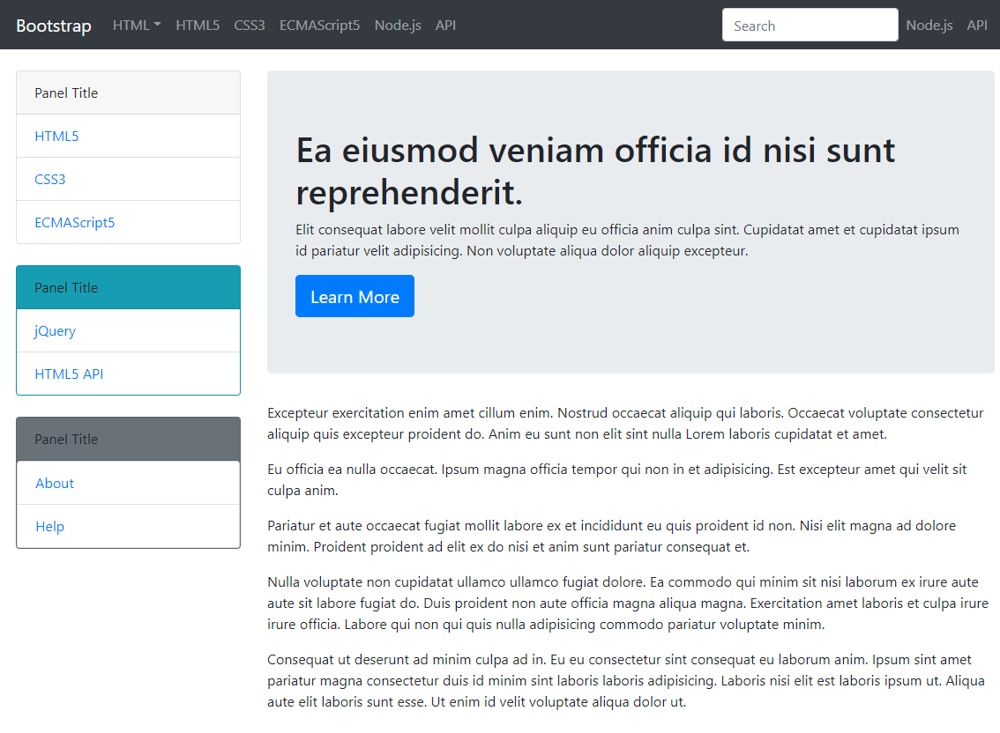 Bootstrap HTML HTML5 CSS3 ECMAScript5 Node.js API Search Node.js API
Panel Title
HTML5
CSS3
ECMAScript5
Panel Title
jQuery
HTML5 API
Panel Title
About
Help
Ea eiusmod veniam officia id nisi sunt
reprehenderit.
Elit consequat labore velit mollit culpa aliquip eu officia anim culpa sint. Cupidatat amet et cupidatat ipsum
id pariatur velit adipisicing. Non voluptate aliqua dolor aliquip excepteur.
Learn More
Excepteur exercitation enim amet cillum enim. Nostrud occaecat aliquip qui laboris. Occaecat voluptate consectetur
aliquip quis excepteur proident do. Anim eu sunt non elit sint nulla Lorem laboris cupidatat et amet.
Eu officia ea nulla occaecat. Ipsum magna officia tempor qui non in et adipisicing. Est excepteur amet qui velit sit
culpa anim.
Pariatur et aute occaecat fugiat mollit labore ex et incididunt eu quis proident id non. Nisi elit magna ad dolore
minim. Proident proident ad elit ex do nisi et anim sunt pariatur consequat et.
Nulla voluptate non cupidatat ullamco ullamco fugiat dolore. Ea commodo qui minim sit nisi laborum ex irure aute
aute sit labore fugiat do. Duis proident non aute officia magna aliqua magna. Exercitation amet laboris et culpa irure
irure officia. Labore qui non qui quis nulla adipisicing commodo pariatur voluptate minim.
Consequat ut deserunt ad minim culpa ad in. Eu eu consectetur sint consequat eu laborum anim. Ipsum sint amet
pariatur magna consectetur duis id minim sint laboris laboris adipisicing. Laboris nisi elit est laboris ipsum ut. Aliqua
aute elit laboris sunt esse. Ut enim id velit voluptate aliqua dolor ut.